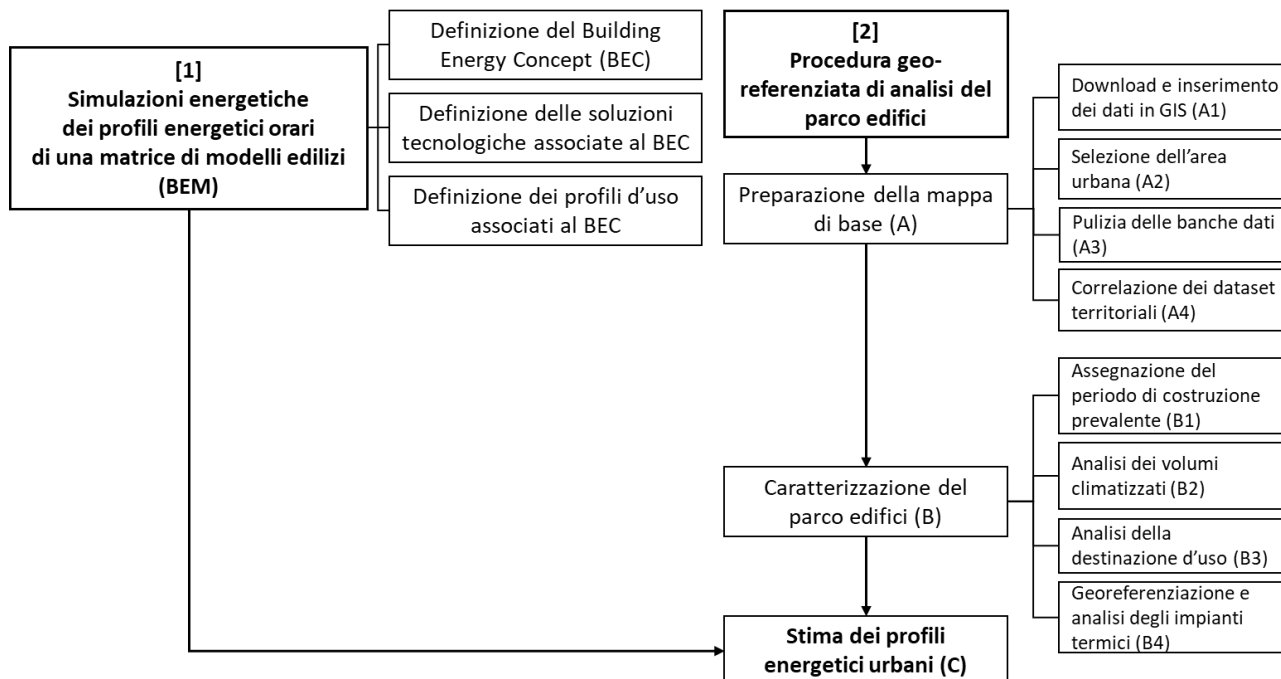 [1]
Simulazioni energetiche
dei profili energetici orari
di una matrice di modelli edilizi
(BEM)
Definizione del Building
Energy Concept (BEC)
Definizione delle soluzioni
tecnologiche associate al BEC
Definizione dei profili d’uso
associati al BEC
[2]
Procedura geo-
referenziata di analisi del
parco edifici
Preparazione della mappa
di base (A)
Download e inserimento
dei dati in GIS (A1)
Selezione dell’area
urbana (A2)
Pulizia delle banche dati
(A3)
Correlazione dei dataset
territoriali (A4)
Caratterizzazione del
parco edifici (B)
Assegnazione del
periodo di costruzione
prevalente (B1)
Analisi dei volumi
climatizzati (B2)
Analisi della
destinazione d’uso (B3)
Georeferenziazione e
analisi degli impianti
termici (B4)
Stima dei profili
energetici urbani (C)